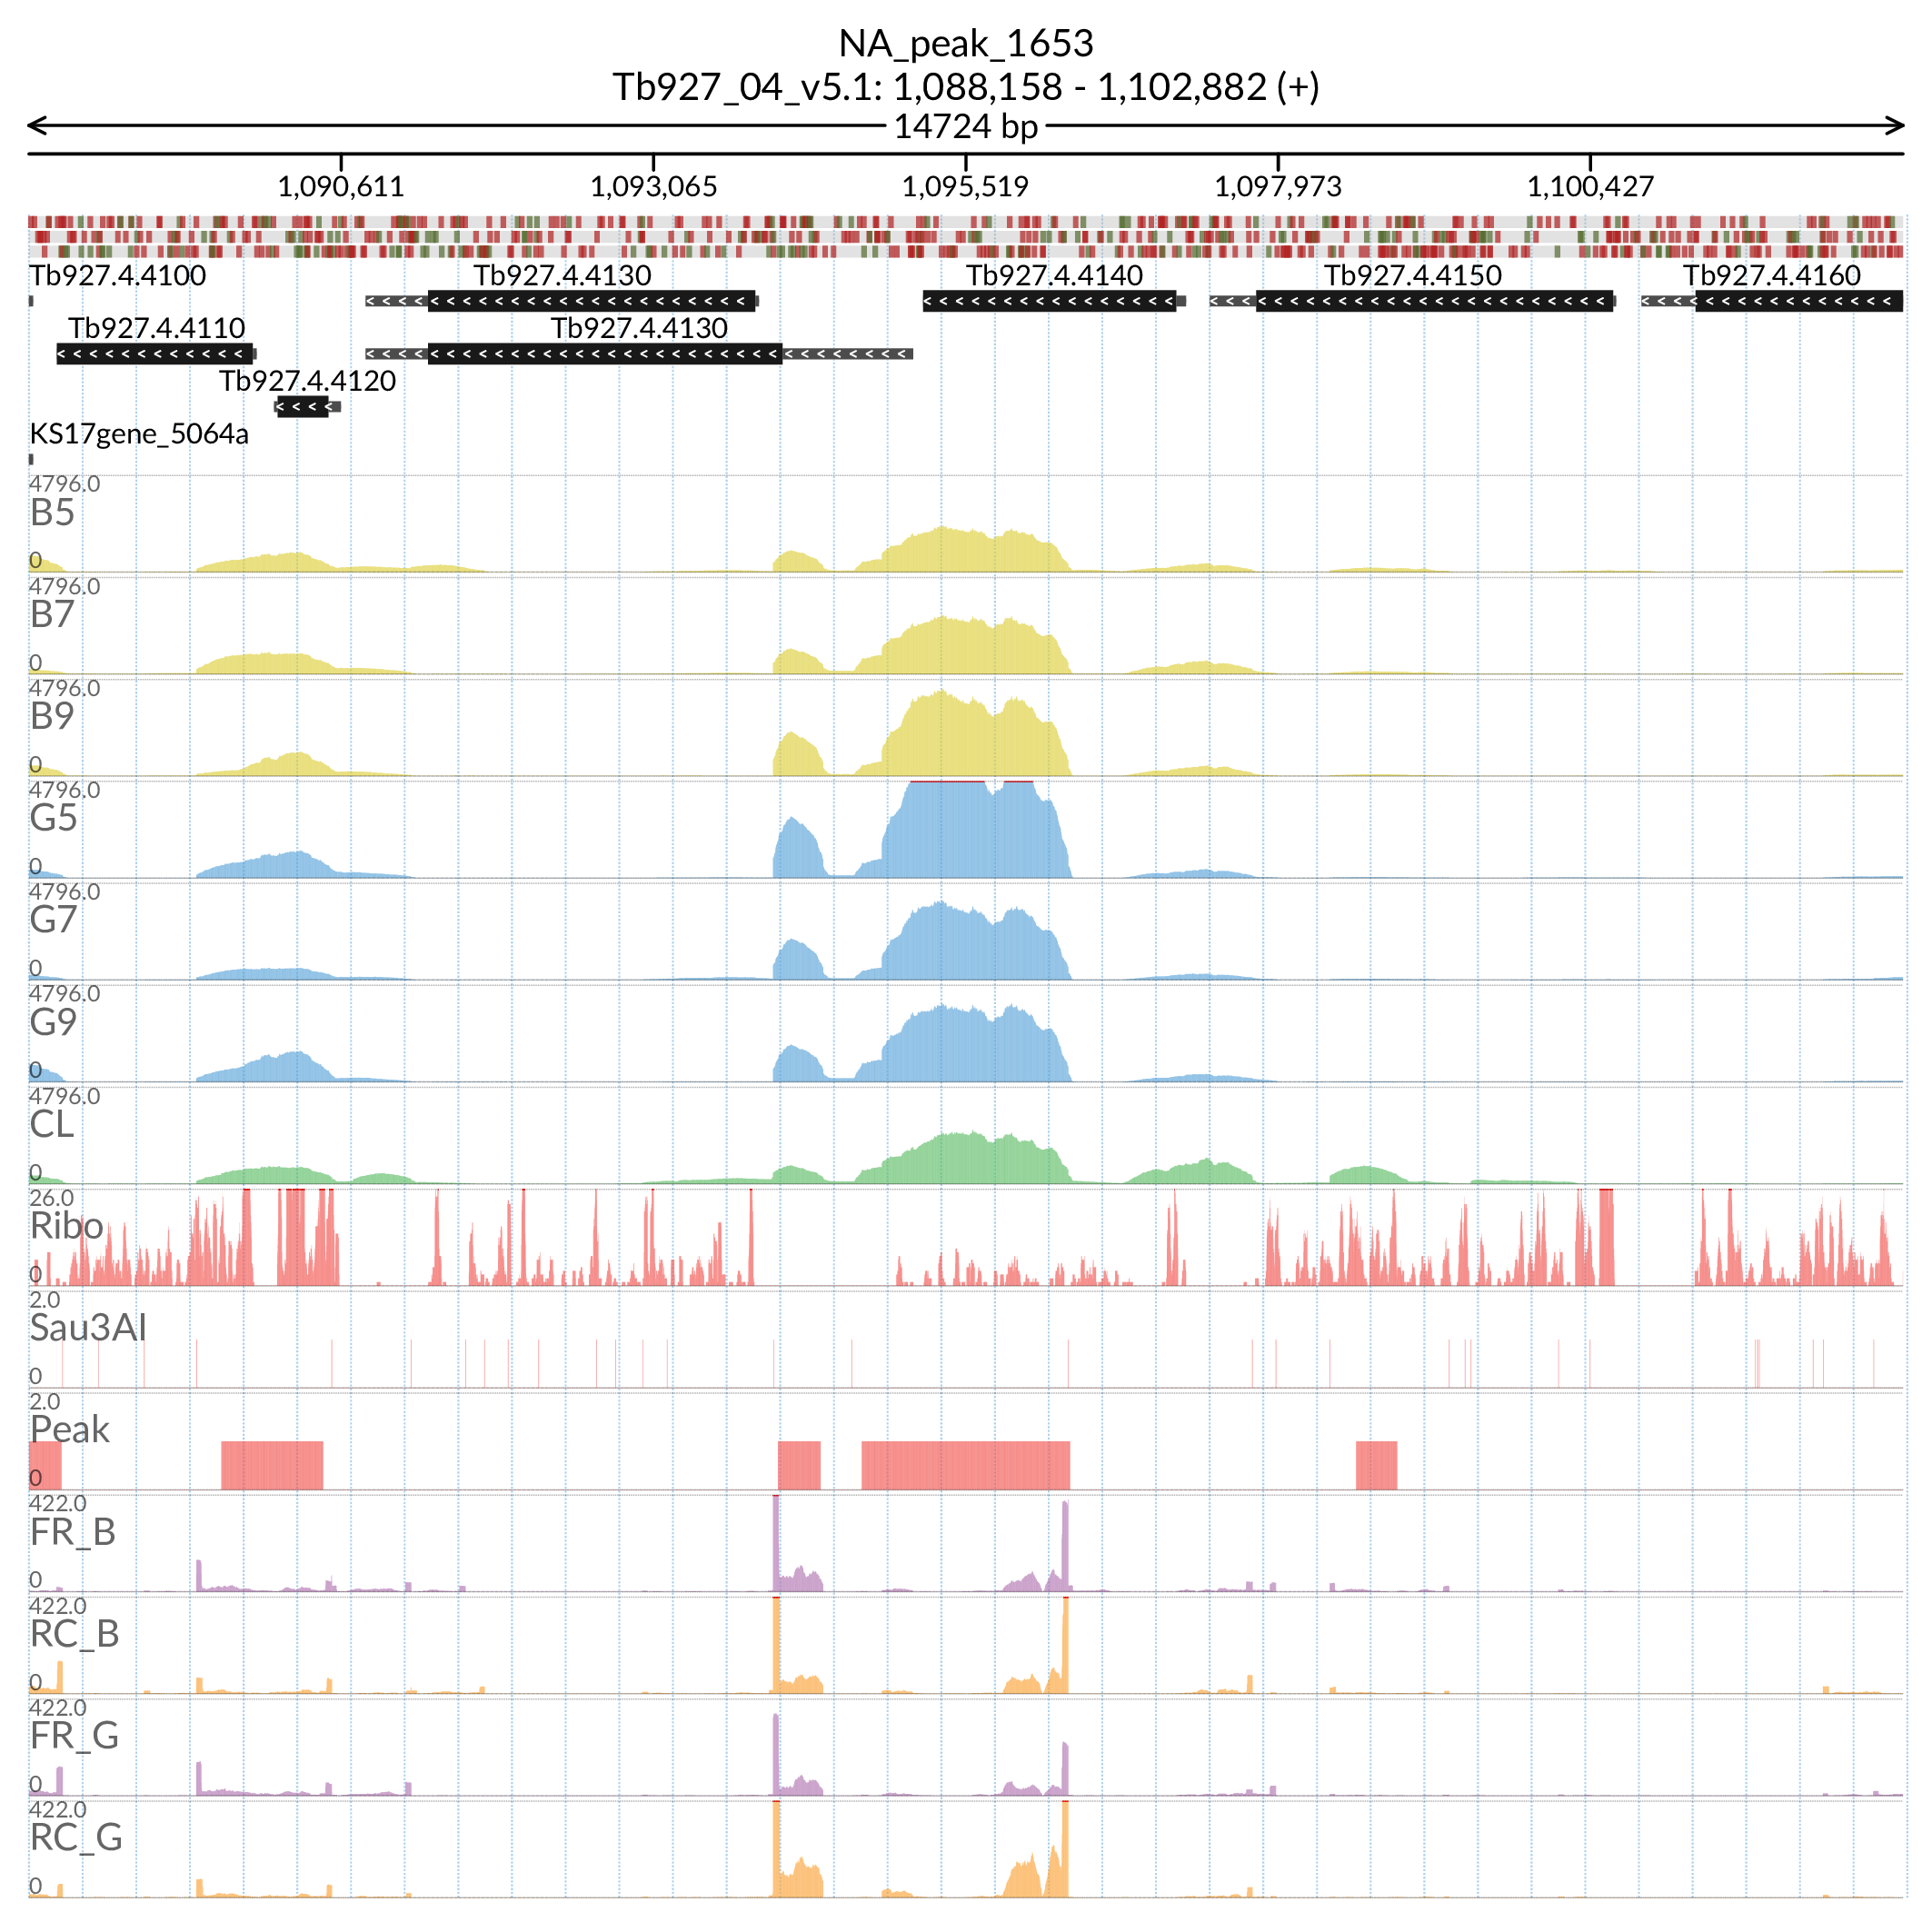 NA_peak_1653
Tb927_04_v5.1: 1,088,158 - 1,102,882 (+)
14724 bp
1,090,611 1,093,065 1,095,519 1,097,973 1,100,427
Tb927.4.4100 Tb927.4.4130 Tb927.4.4140 Tb927.4.4150 Tb927.4.4160
Tb927.4.4110 Tb927.4.4130
Tb927.4.4120
KS17gene_5064a
4796.0
B5
0
4796.0
B7
0
4796.0
B9
0
4796.0
G5
0
4796.0
G7
0
4796.0
G9
0
4796.0
CL
0
26.0
Ribo
0
2.0
Sau3AI
0
2.0
Peak
0
422.0
FR_B
0
422.0
RC_B
0
422.0
FR_G
0
422.0
RC_G
0